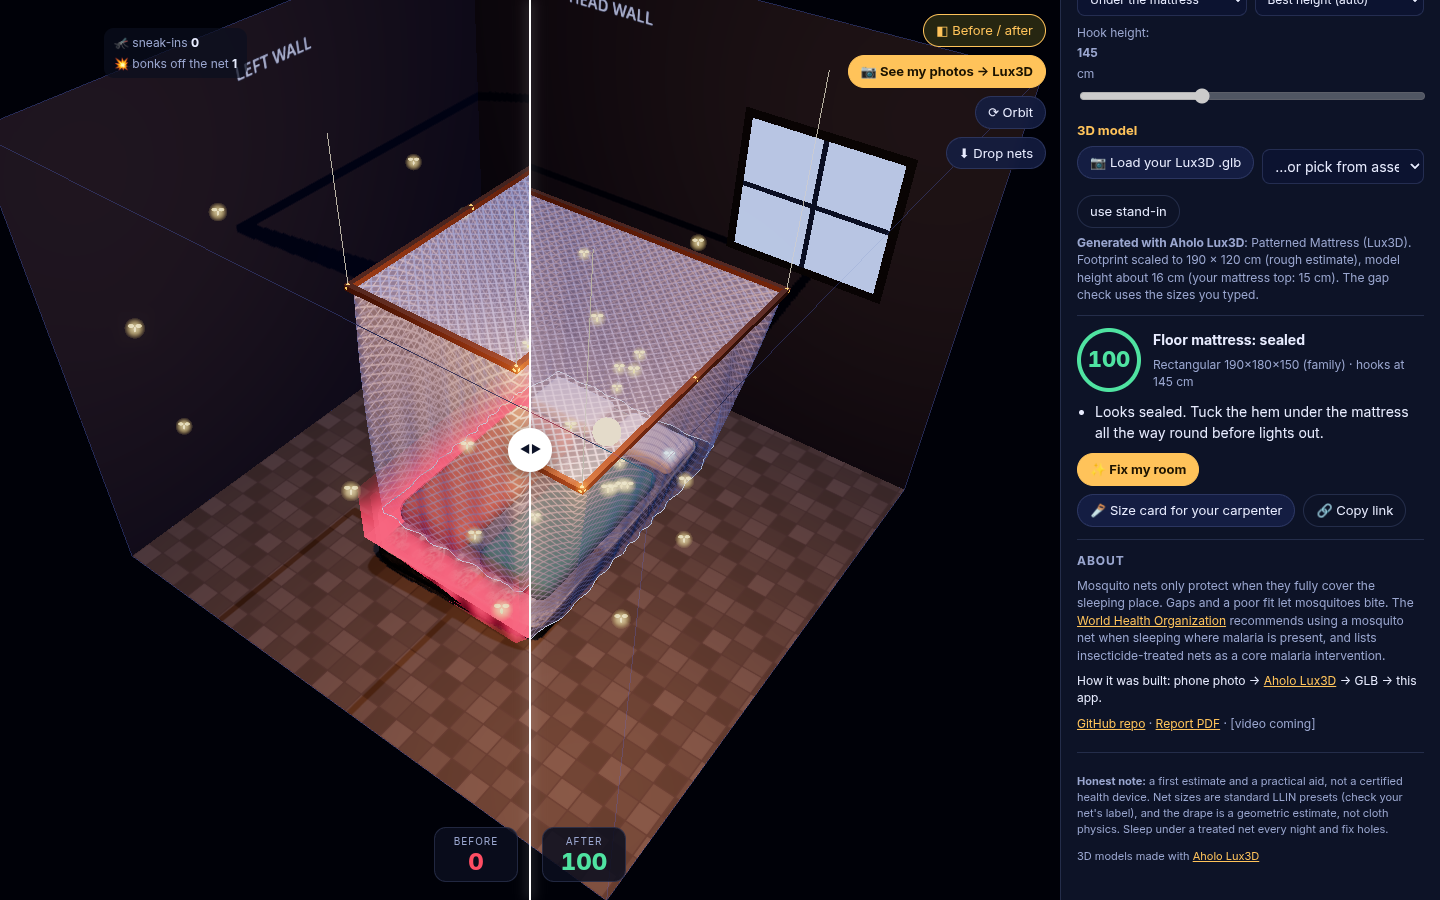 sneak-ins 0
bonks off the net 1
LEFT WALL
HEAD WALL
Before / after
See my photos → Lux3D
Orbit
Drop nets
BEFORE
0
AFTER
100
Under the mattress
Best height (auto)
Hook height:
145
cm
3D model
Load your Lux3D .glb
...or pick from asse
use stand-in
Generated with Aholo Lux3D: Patterned Mattress (Lux3D).
Footprint scaled to 190 × 120 cm (rough estimate), model
height about 16 cm (your mattress top: 15 cm). The gap
check uses the sizes you typed.
100
Floor mattress: sealed
Rectangular 190×180×150 (family) · hooks at
145 cm
• Looks sealed. Tuck the hem under the mattress
all the way round before lights out.
Fix my room
Size card for your carpenter
Copy link
ABOUT
Mosquito nets only protect when they fully cover the
sleeping place. Gaps and a poor fit let mosquitoes bite. The
World Health Organization recommends using a mosquito
net when sleeping where malaria is present, and lists
insecticide-treated nets as a core malaria intervention.
How it was built: phone photo → Aholo Lux3D → GLB → this
app.
GitHub repo · Report PDF · [video coming]
Honest note: a first estimate and a practical aid, not a certified
health device. Net sizes are standard LLIN presets (check your
net's label), and the drape is a geometric estimate, not cloth
physics. Sleep under a treated net every night and fix holes.
3D models made with Aholo Lux3D